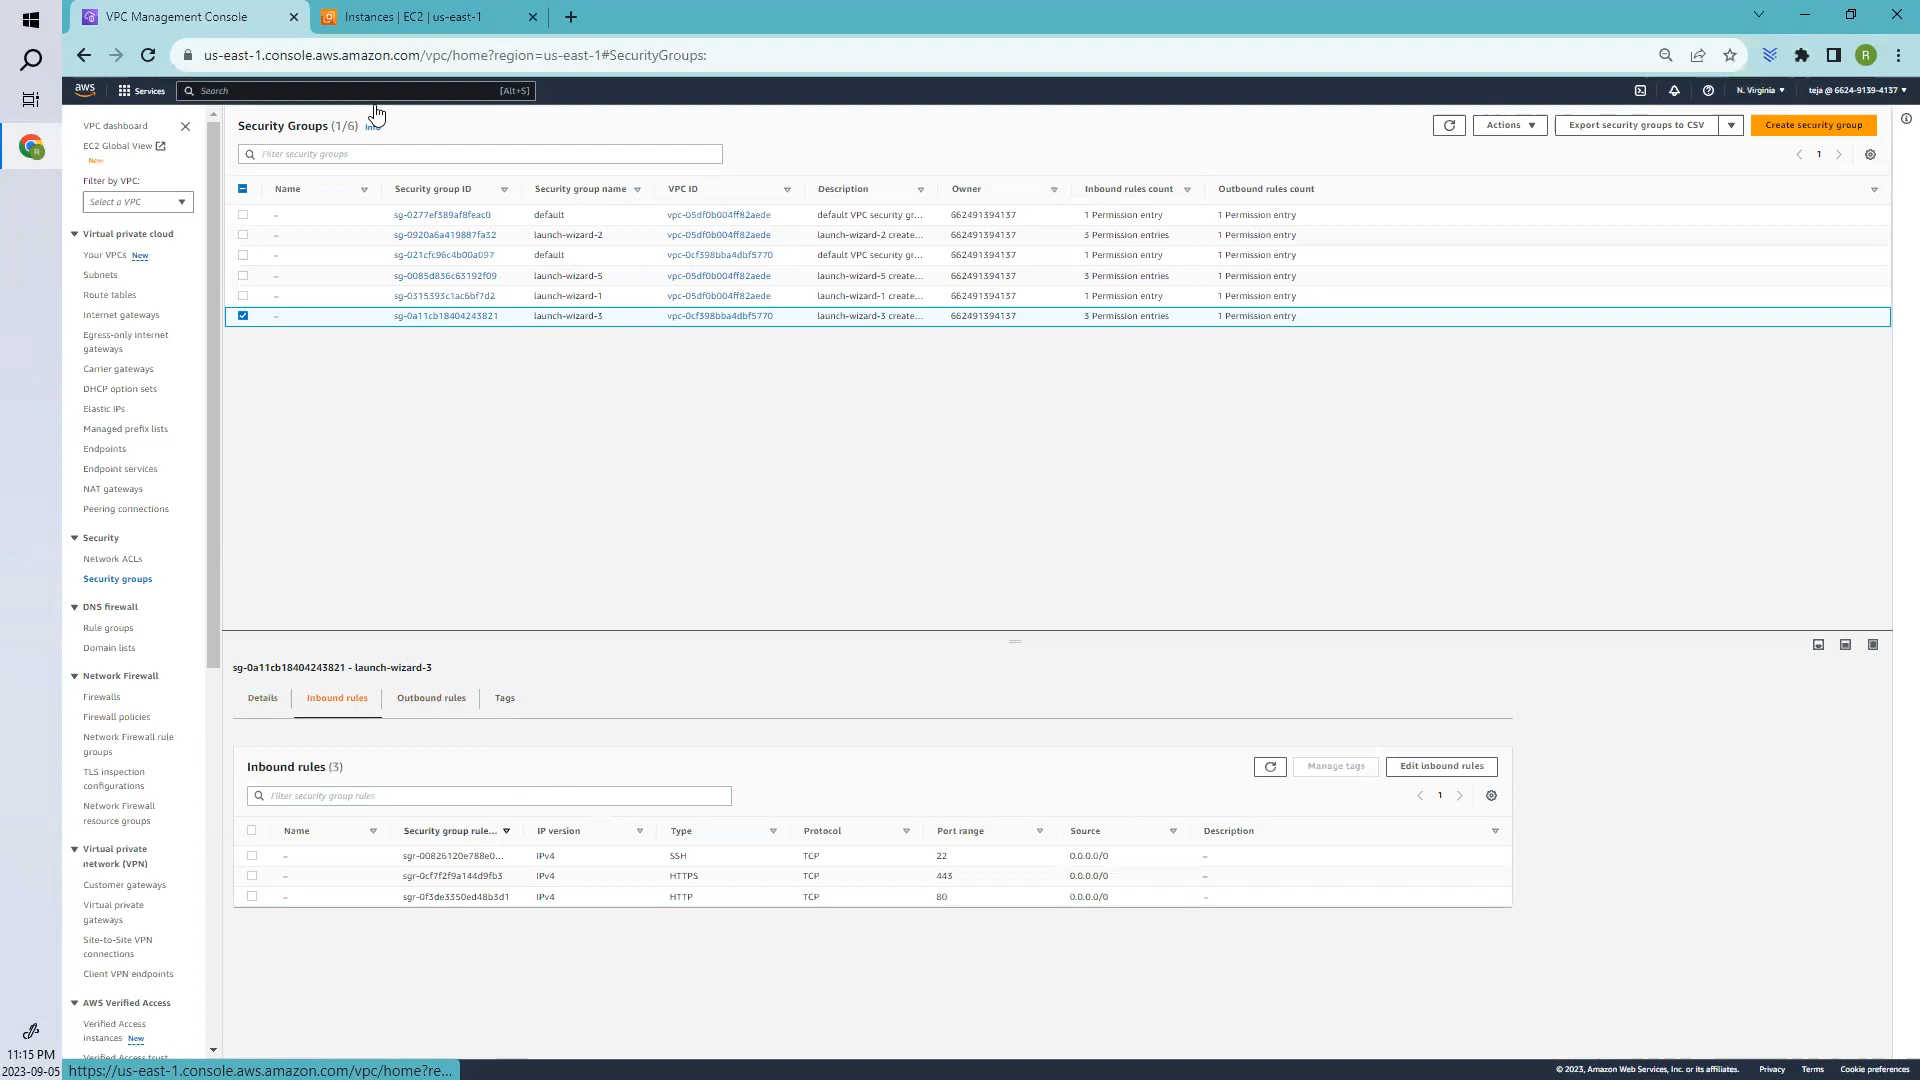 VPC Management Console
Instances | EC2 | us-east-1
us-east-1.console.aws.amazon.com/vpc/home?region=us-east-1#SecurityGroups:
R
aws
Services
Search
[Alt+S]
N. Virginia
teja @ 6624-9139-4137
VPC dashboard
EC2 Global View
New
Filter by VPC:
Select a VPC
Virtual private cloud
Your VPCs New
Subnets
Route tables
Internet gateways
Egress-only internet
gateways
Carrier gateways
DHCP option sets
Elastic IPs
Managed prefix lists
Endpoints
Endpoint services
NAT gateways
Peering connections
Security
Network ACLs
Security groups
DNS firewall
Rule groups
Domain lists
Network Firewall
Firewalls
Firewall policies
Network Firewall rule
groups
TLS inspection
configurations
Network Firewall
resource groups
Virtual private
network (VPN)
Customer gateways
Virtual private
gateways
Site-to-Site VPN
connections
Client VPN endpoints
AWS Verified Access
Verified Access
instances New
Verified Access trust
Security Groups (1/6) Info
Actions
Export security groups to CSV
Create security group
Filter security groups
1
Name Security group ID Security group name VPC ID Description Owner Inbound rules count Outbound rules count
– sg-0277ef389af8feac0 default vpc-05df0b004ff82aede default VPC security gr... 662491394137 1 Permission entry 1 Permission entry
– sg-0920a6a419887fa32 launch-wizard-2 vpc-05df0b004ff82aede launch-wizard-2 create... 662491394137 3 Permission entries 1 Permission entry
– sg-021cfc96c4b00a097 default vpc-0cf398bba4dbf5770 default VPC security gr... 662491394137 1 Permission entry 1 Permission entry
– sg-0085d836c63192f09 launch-wizard-5 vpc-05df0b004ff82aede launch-wizard-5 create... 662491394137 3 Permission entries 1 Permission entry
– sg-0315393c1ac6bf7d2 launch-wizard-1 vpc-05df0b004ff82aede launch-wizard-1 create... 662491394137 1 Permission entry 1 Permission entry
– sg-0a11cb18404243821 launch-wizard-3 vpc-0cf398bba4dbf5770 launch-wizard-3 create... 662491394137 3 Permission entries 1 Permission entry
sg-0a11cb18404243821 - launch-wizard-3
Details
Inbound rules
Outbound rules
Tags
Inbound rules (3)
Manage tags
Edit inbound rules
Filter security group rules
1
Name Security group rule... IP version Type Protocol Port range Source Description
– sgr-00826120e788e0... IPv4 SSH TCP 22 0.0.0.0/0 –
– sgr-0cf7f2f9a144d9fb3 IPv4 HTTPS TCP 443 0.0.0.0/0 –
– sgr-0f3de3350ed48b3d1 IPv4 HTTP TCP 80 0.0.0.0/0 –
11:15 PM
2023-09-05
https://us-east-1.console.aws.amazon.com/vpc/home?re...
© 2023, Amazon Web Services, Inc. or its affiliates.
Privacy
Terms
Cookie preferences